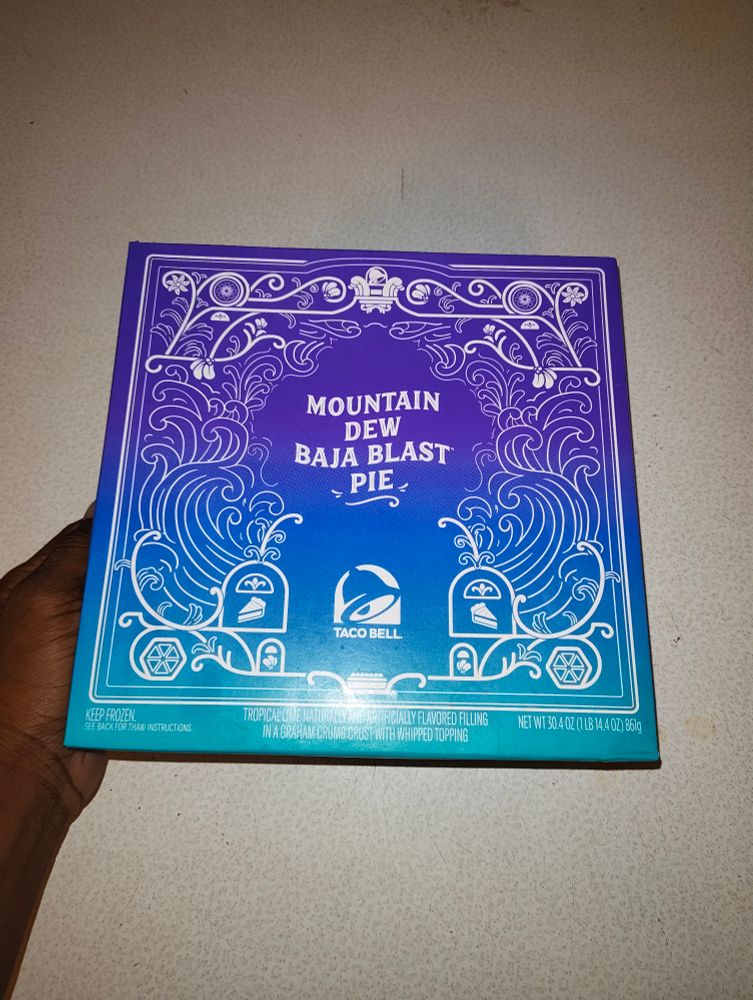 MOUNTAIN
DEW
BAJA BLAST™
PIE
TACO BELL
KEEP FROZEN.
SEE BACK FOR THAW INSTRUCTIONS.
TROPICAL LIME NATURALLY AND ARTIFICIALLY FLAVORED FILLING
IN A GRAHAM CRUMB CRUST WITH WHIPPED TOPPING
NET WT 30.4 OZ (1 LB 14.4 OZ) 861g